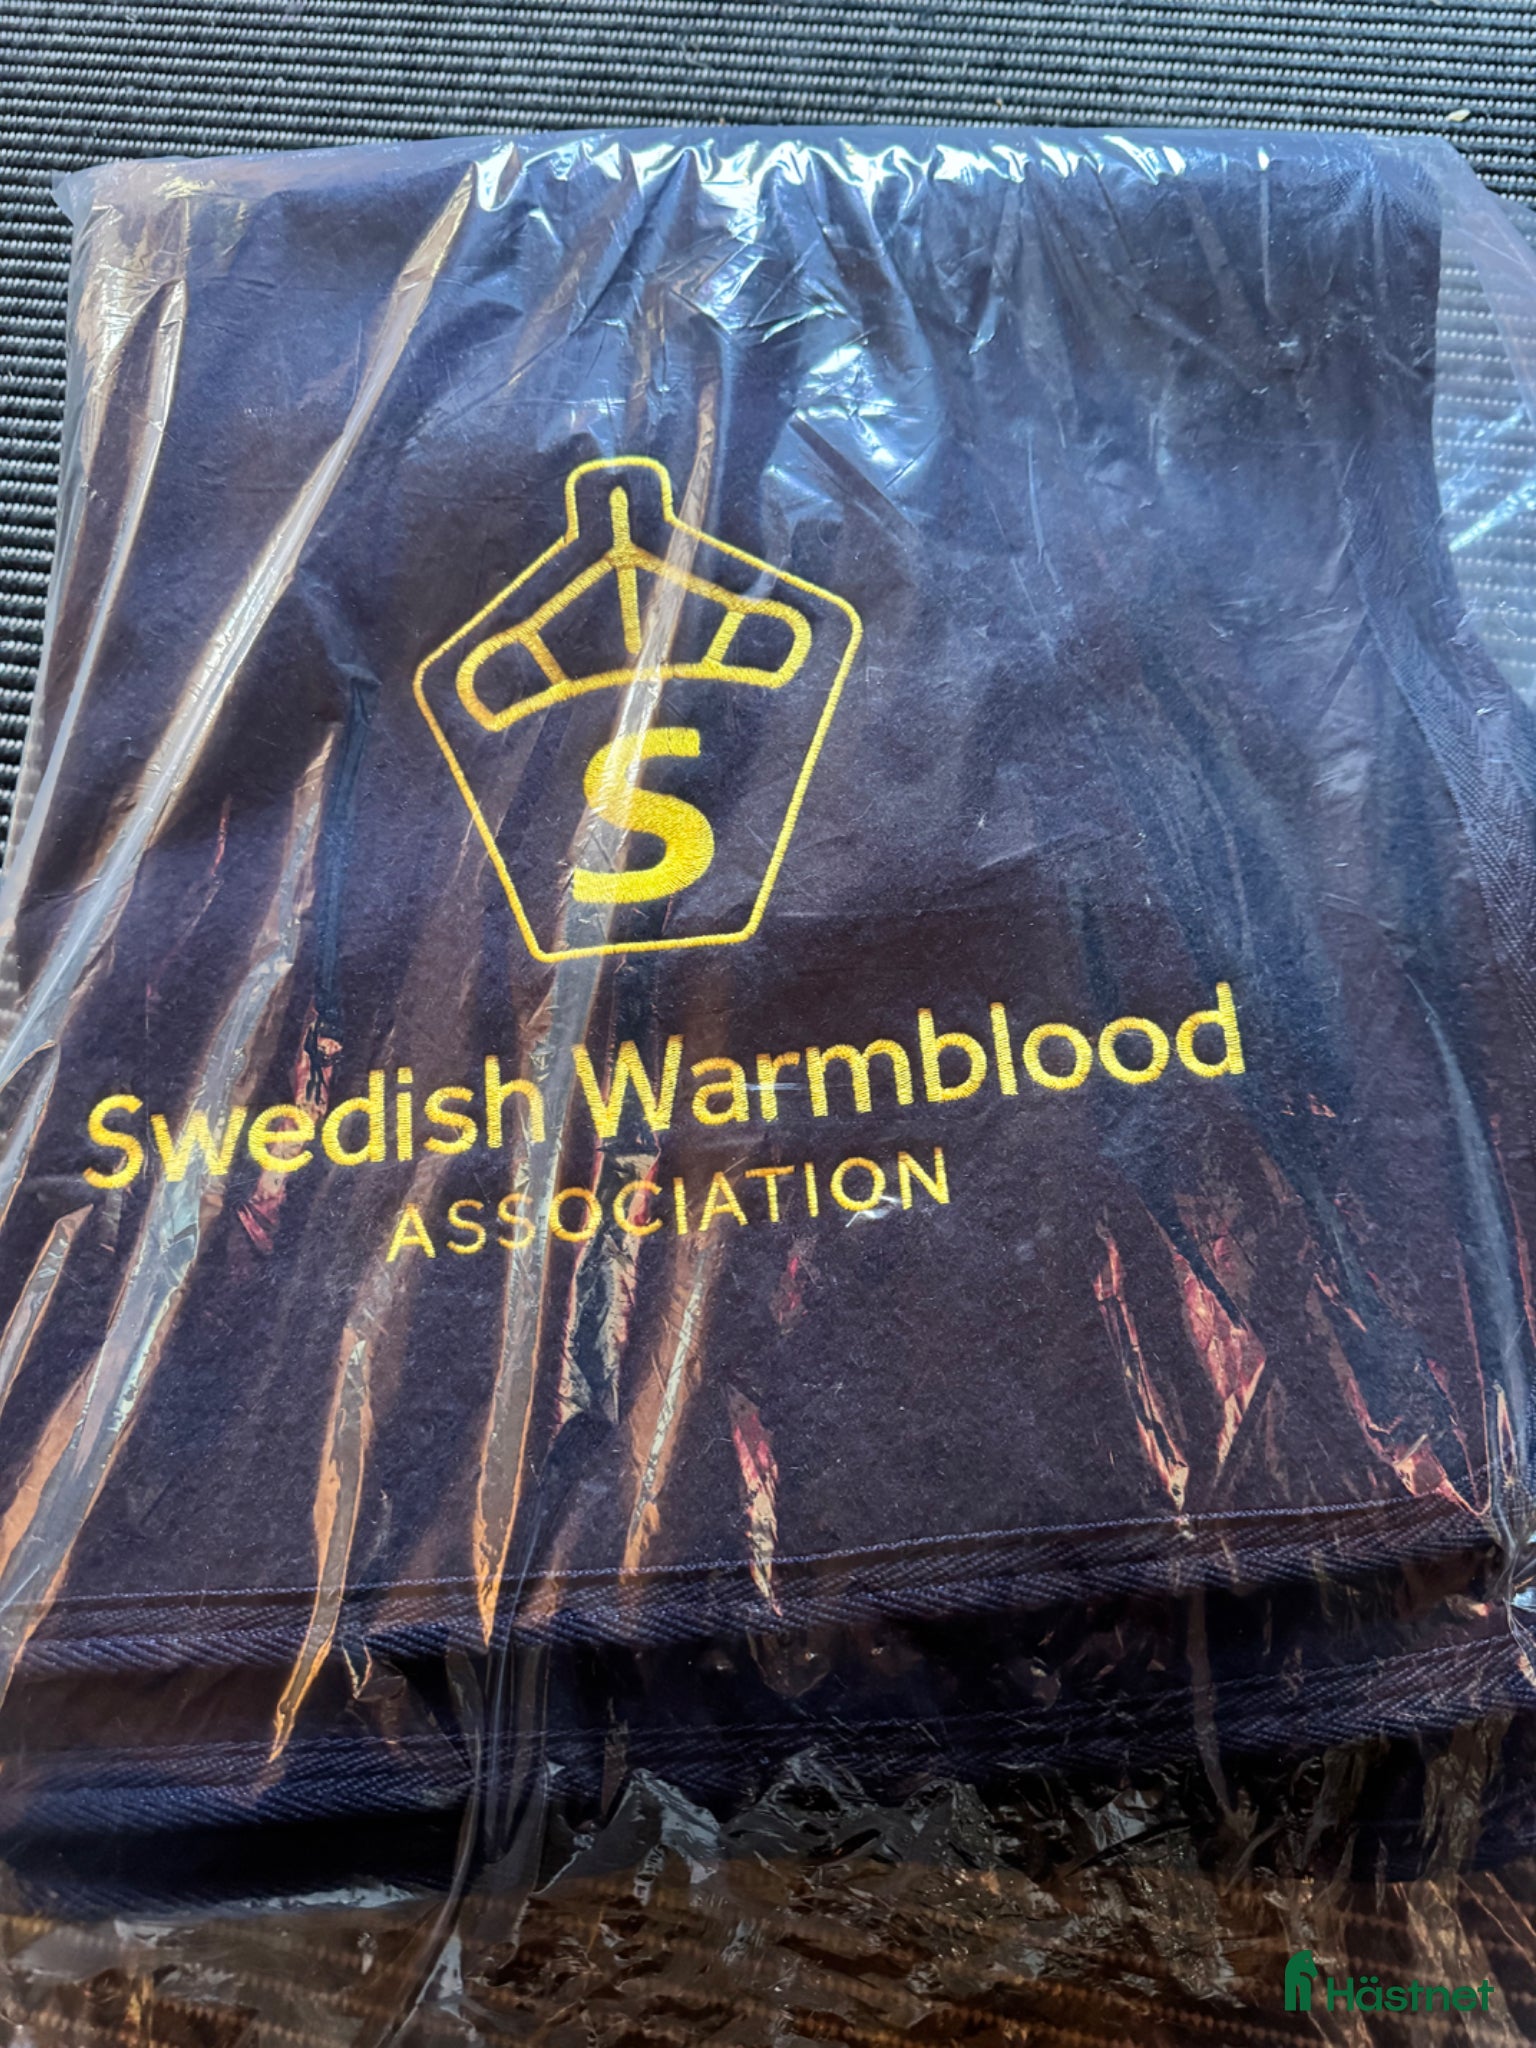 S
Swedish Warmblood
ASSOCIATION
Hästnet